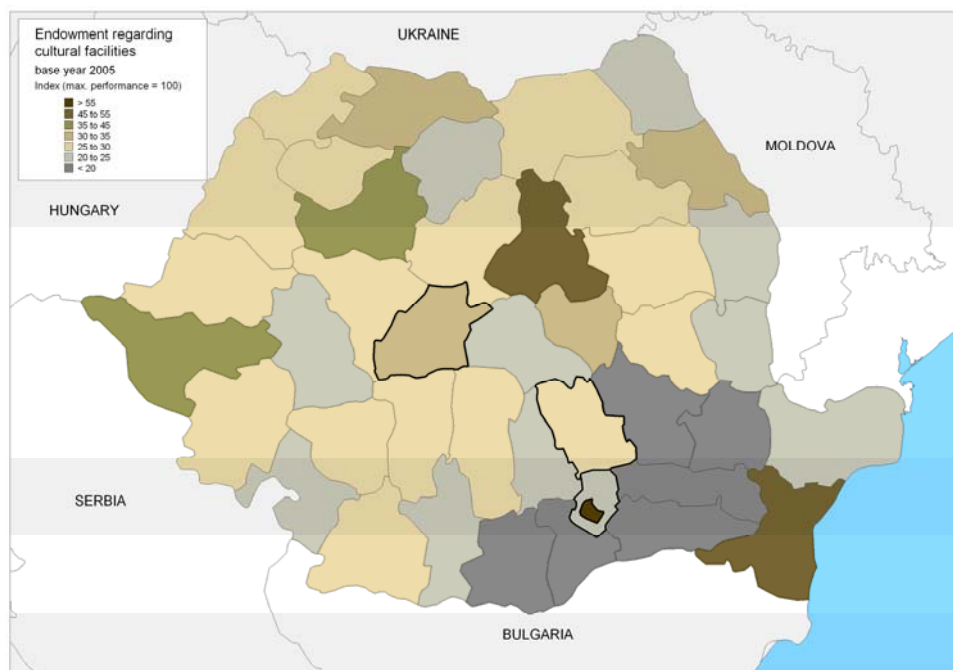 UKRAINE
Endowment regarding
cultural facilities
base year 2005
Index (max. performance = 100)
> 55
45 to 55
35 to 45
30 to 35
25 to 30
20 to 25
< 20
MOLDOVA
HUNGARY
SERBIA
BULGARIA